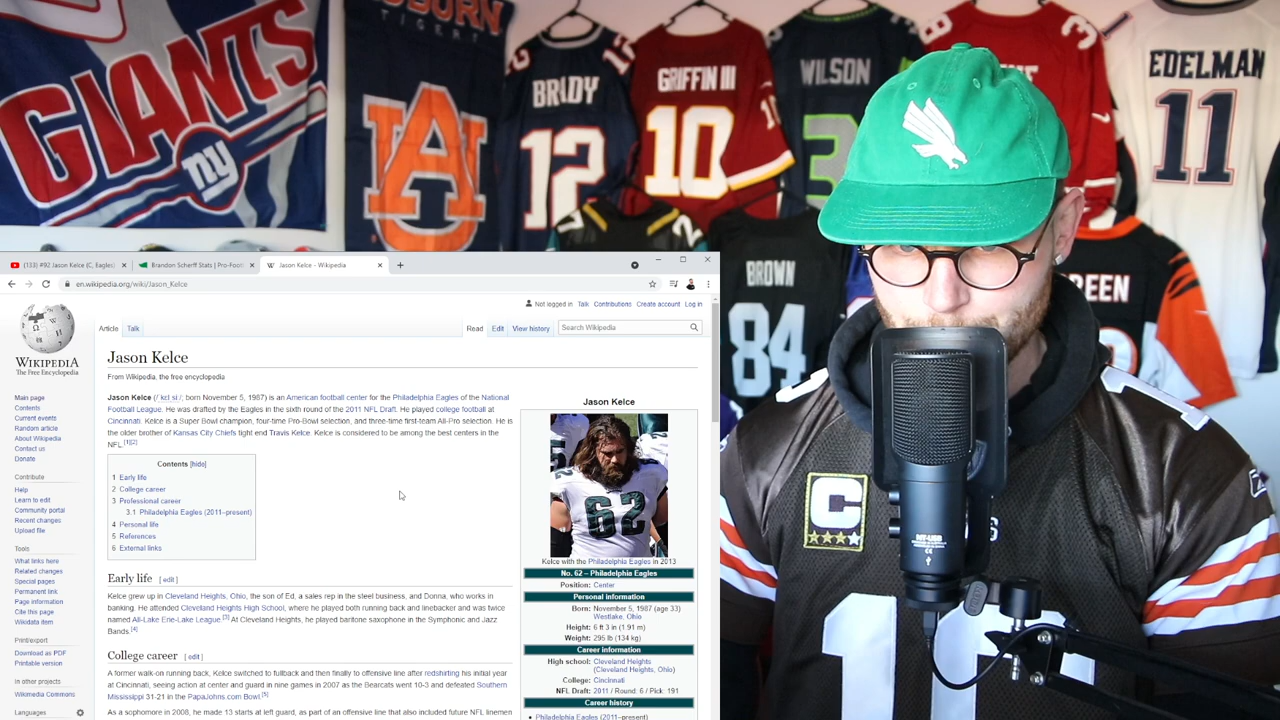 GIANTS
ny
AUBURN
TIGERS
BRADY
12
12
GRIFFIN III
10
10
WILSON
3
3
EDELMAN
11
BROWN
84
REEN
C
NT-USB
(133) #92 Jason Kelce (C, Eagles)
Brandon Scherff Stats | Pro-Foot
Jason Kelce - Wikipedia
en.wikipedia.org/wiki/Jason_Kelce
Not logged in Talk Contributions Create account Log in
Article Talk
Read Edit View history
Search Wikipedia
WIKIPEDIA
The Free Encyclopedia
Main page
Contents
Current events
Random article
About Wikipedia
Contact us
Donate
Contribute
Help
Learn to edit
Community portal
Recent changes
Upload file
Tools
What links here
Related changes
Special pages
Permanent link
Page information
Cite this page
Wikidata item
Print/export
Download as PDF
Printable version
In other projects
Wikimedia Commons
Languages
Jason Kelce
From Wikipedia, the free encyclopedia
Jason Kelce (/ˈkɛlsi/; born November 5, 1987) is an American football center for the Philadelphia Eagles of the National
Football League. He was drafted by the Eagles in the sixth round of the 2011 NFL Draft. He played college football at
Cincinnati. Kelce is a Super Bowl champion, four-time Pro-Bowl selection, and three-time first-team All-Pro selection. He is
the older brother of Kansas City Chiefs tight end Travis Kelce. Kelce is considered to be among the best centers in the
NFL.[1][2]
Contents [hide]
1 Early life
2 College career
3 Professional career
3.1 Philadelphia Eagles (2011–present)
4 Personal life
5 References
6 External links
Early life [ edit ]
Kelce grew up in Cleveland Heights, Ohio, the son of Ed, a sales rep in the steel business, and Donna, who works in
banking. He attended Cleveland Heights High School, where he played both running back and linebacker and was twice
named All-Lake Erie-Lake League.[3] At Cleveland Heights, he played baritone saxophone in the Symphonic and Jazz
Bands.[4]
College career [ edit ]
A former walk-on running back, Kelce switched to fullback and then finally to offensive line after redshirting his initial year
at Cincinnati, seeing action at center and guard in nine games in 2007 as the Bearcats went 10-3 and defeated Southern
Mississippi 31-21 in the PapaJohns.com Bowl.[5]
As a sophomore in 2008, he made 13 starts at left guard, as part of an offensive line that also included future NFL linemen
Jason Kelce
62
Kelce with the Philadelphia Eagles in 2013
No. 62 – Philadelphia Eagles
Position: Center
Personal information
Born: November 5, 1987 (age 33)
Westlake, Ohio
Height: 6 ft 3 in (1.91 m)
Weight: 295 lb (134 kg)
Career information
High school: Cleveland Heights
(Cleveland Heights, Ohio)
College: Cincinnati
NFL Draft: 2011 / Round: 6 / Pick: 191
Career history
Philadelphia Eagles (2011–present)